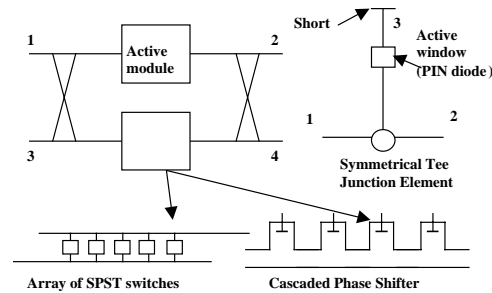 1
Active
module
2
3
4
Short
3
Active
window
(PIN diode)
1
2
Symmetrical Tee
Junction Element
Array of SPST switches
Cascaded Phase Shifter